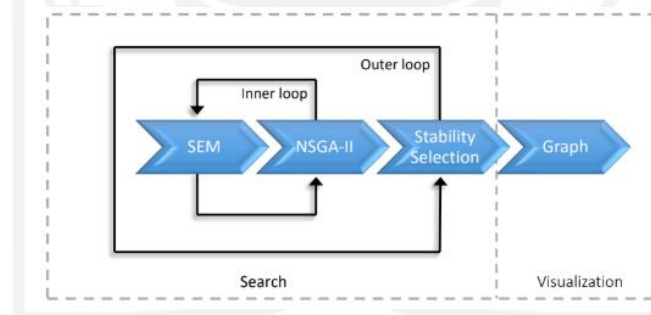 Outer loop
Inner loop
SEM
NSGA-II
Stability
Selection
Graph
Search
Visualization